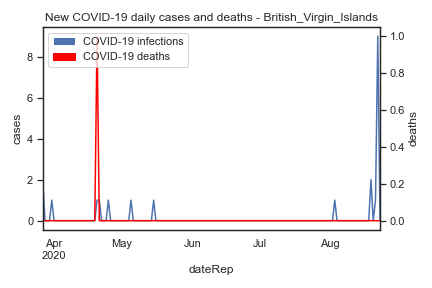 New COVID-19 daily cases and deaths - British_Virgin_Islands
COVID-19 infections
COVID-19 deaths
cases
8
6
4
2
0
deaths
1.0
0.8
0.6
0.4
0.2
0.0
Apr May Jun Jul Aug
2020
dateRep